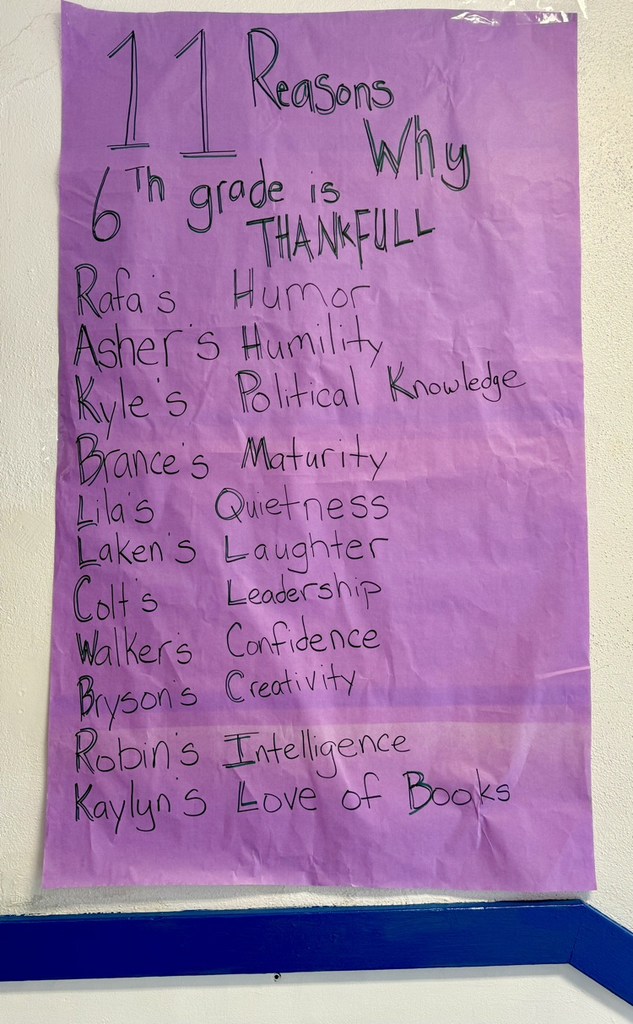 11 Reasons
Why
6Th grade is
THANKFULL
Rafa's Humor
Asher's Humility
Kyle's Political Knowledge
Brance's Maturity
Lila's Quietness
Laken's Laughter
Colt's Leadership
Walker's Confidence
Bryson's Creativity
Robin's Intelligence
Kaylyn's Love of Books